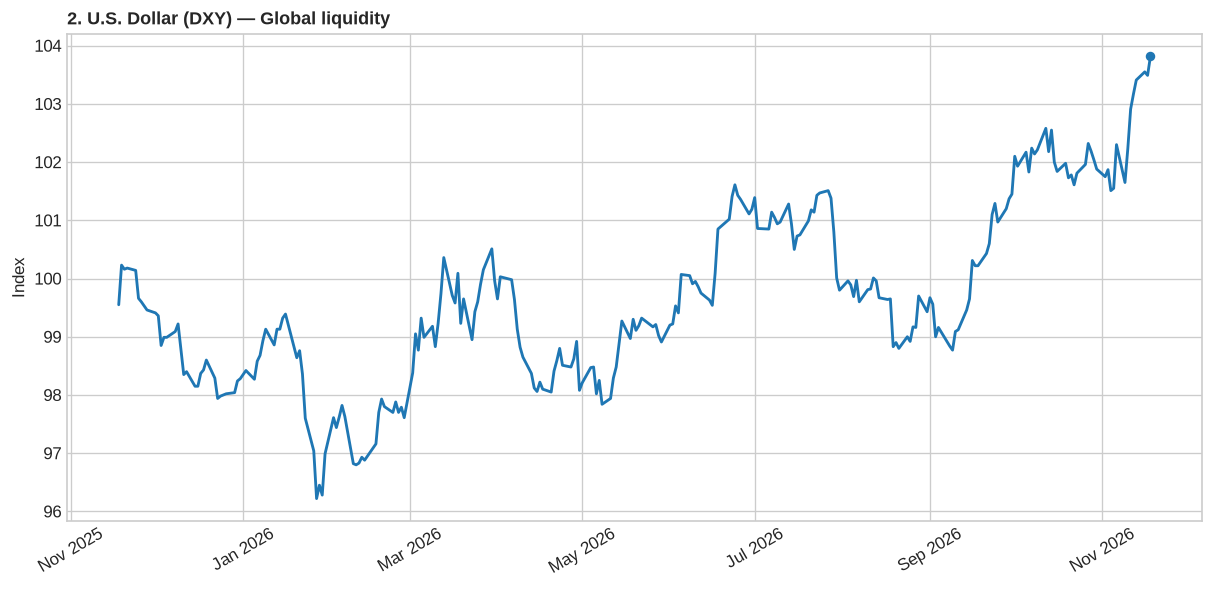 2. U.S. Dollar (DXY) — Global liquidity
104
103
102
101
100
99
98
97
96
Index
Nov 2025
Jan 2026
Mar 2026
May 2026
Jul 2026
Sep 2026
Nov 2026